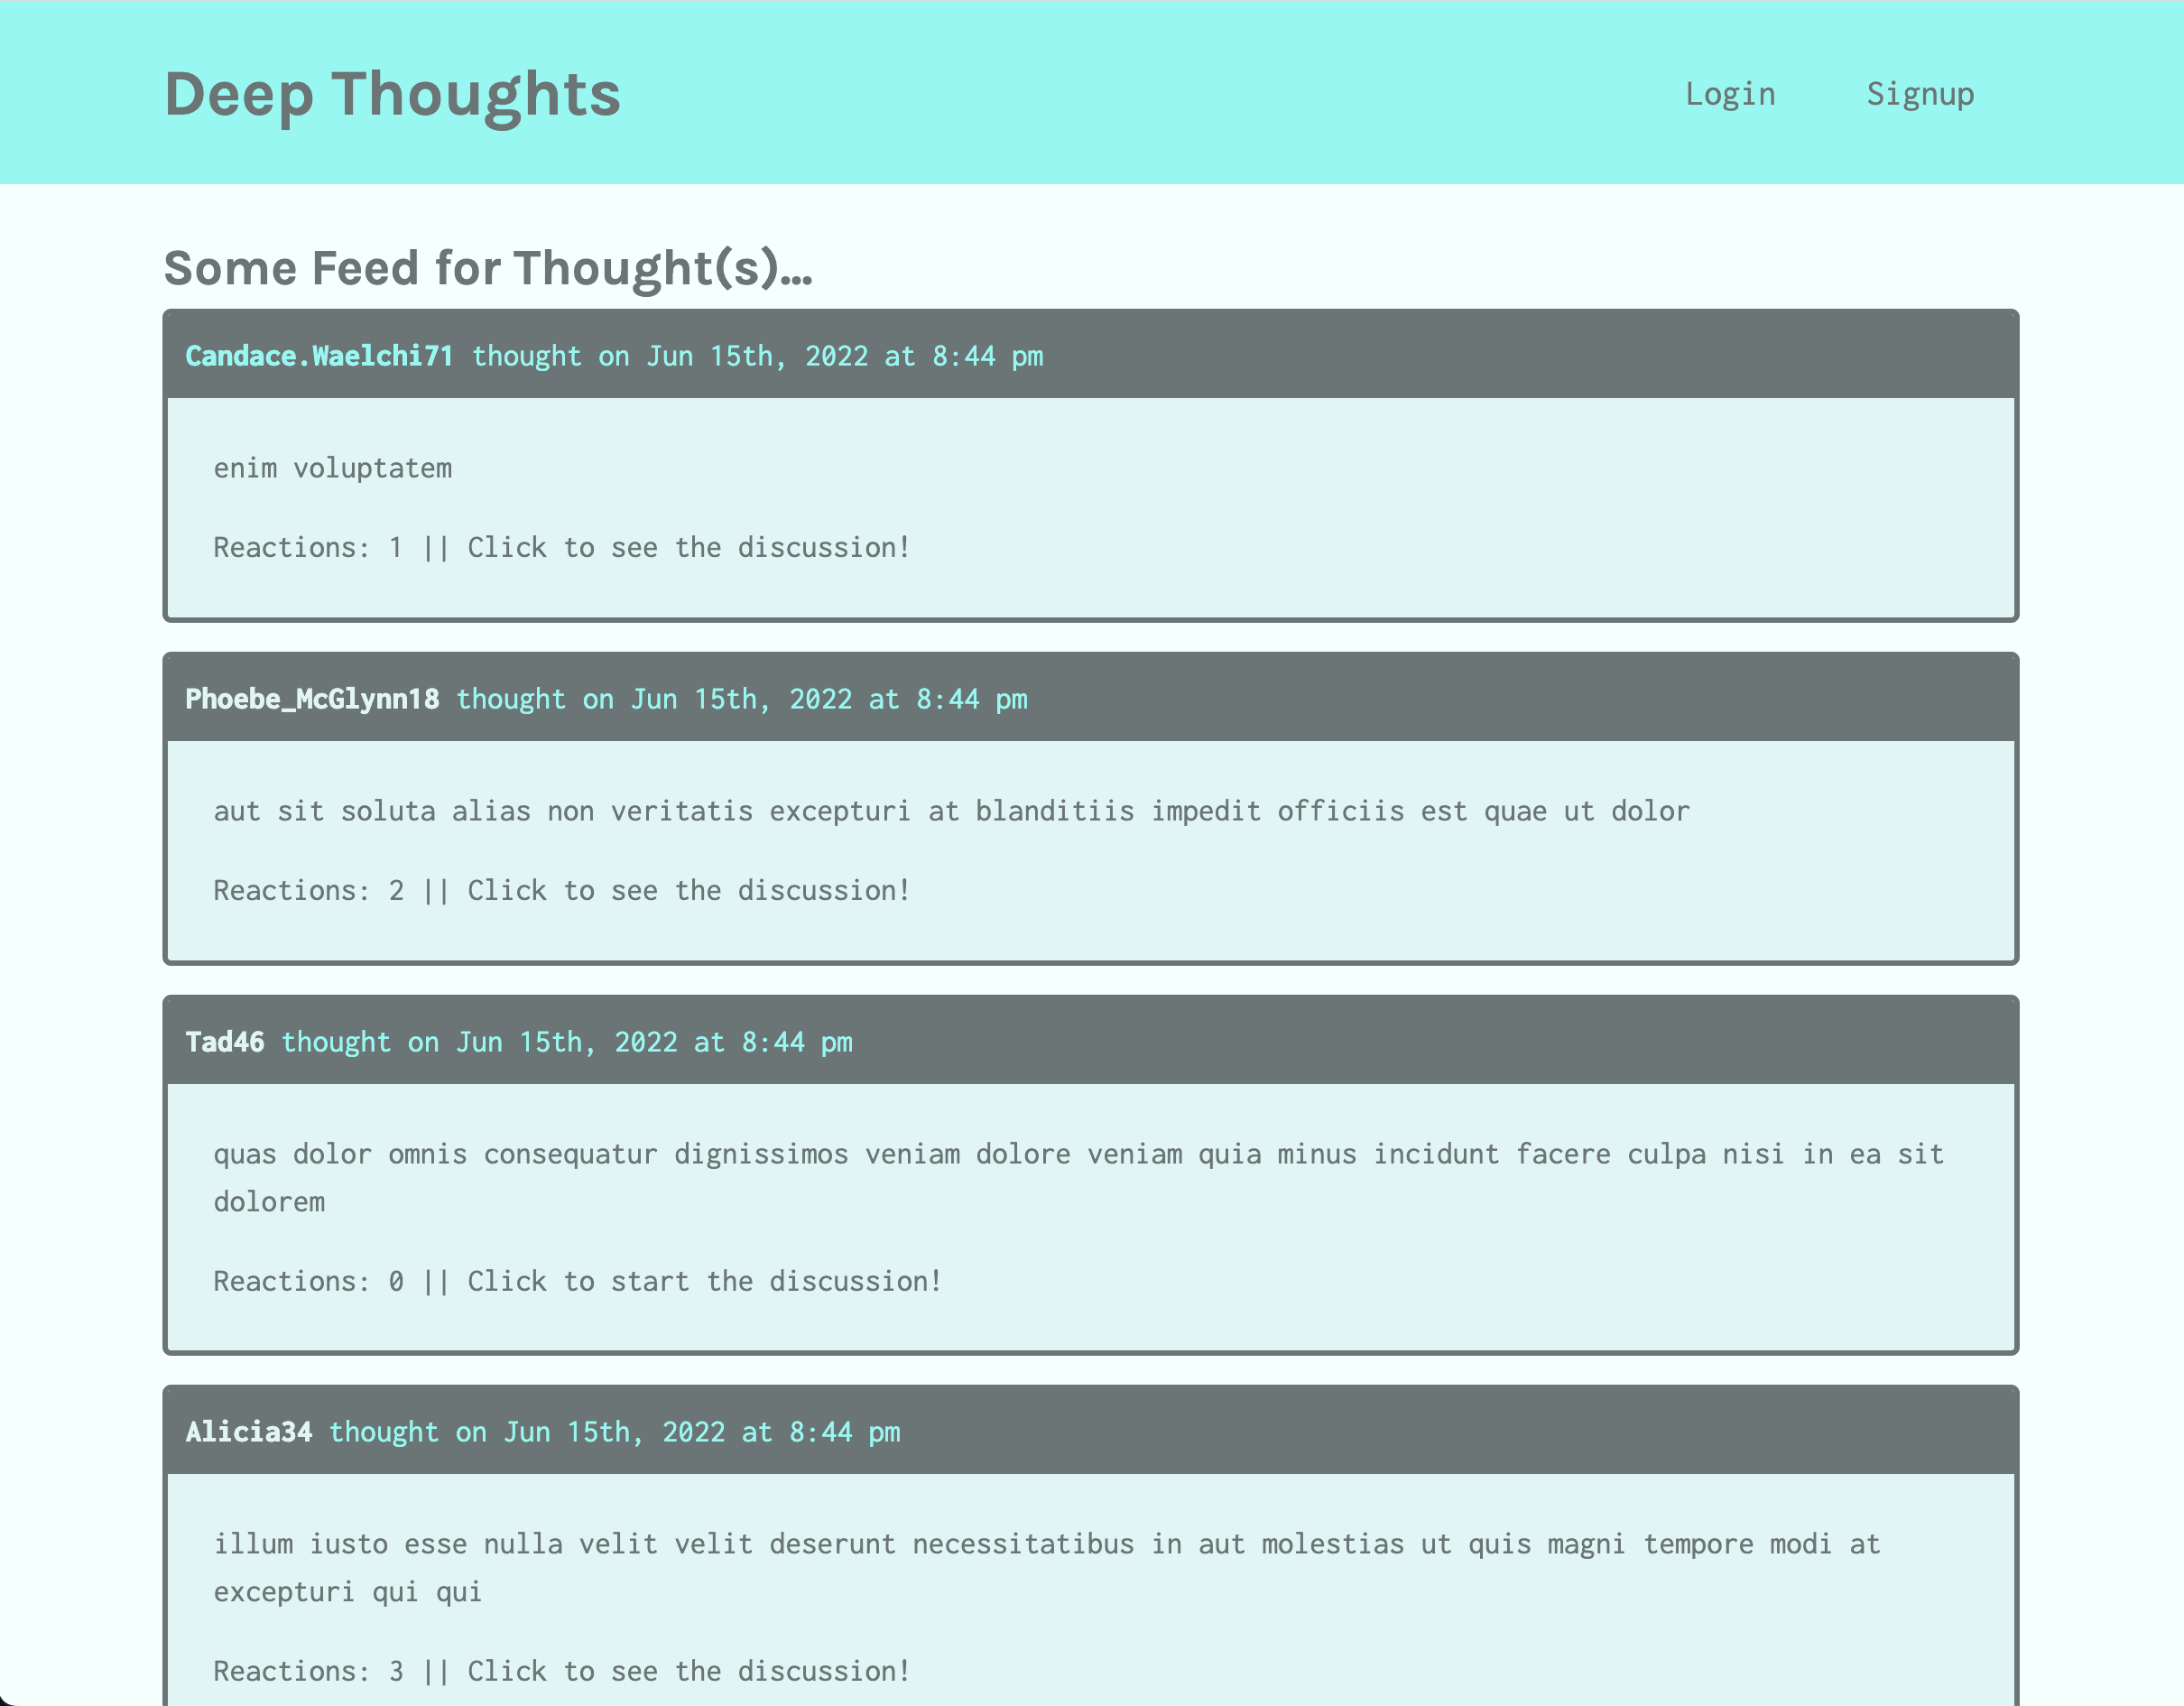 Deep Thoughts
Login
Signup
Some Feed for Thought(s)...
Candace.Waelchi71 thought on Jun 15th, 2022 at 8:44 pm
enim voluptatem
Reactions: 1 || Click to see the discussion!
Phoebe_McGlynn18 thought on Jun 15th, 2022 at 8:44 pm
aut sit soluta alias non veritatis excepturi at blanditiis impedit officiis est quae ut dolor
Reactions: 2 || Click to see the discussion!
Tad46 thought on Jun 15th, 2022 at 8:44 pm
quas dolor omnis consequatur dignissimos veniam dolore veniam quia minus incidunt facere culpa nisi in ea sit
dolorem
Reactions: 0 || Click to start the discussion!
Alicia34 thought on Jun 15th, 2022 at 8:44 pm
illum iusto esse nulla velit velit deserunt necessitatibus in aut molestias ut quis magni tempore modi at
excepturi qui qui
Reactions: 3 || Click to see the discussion!